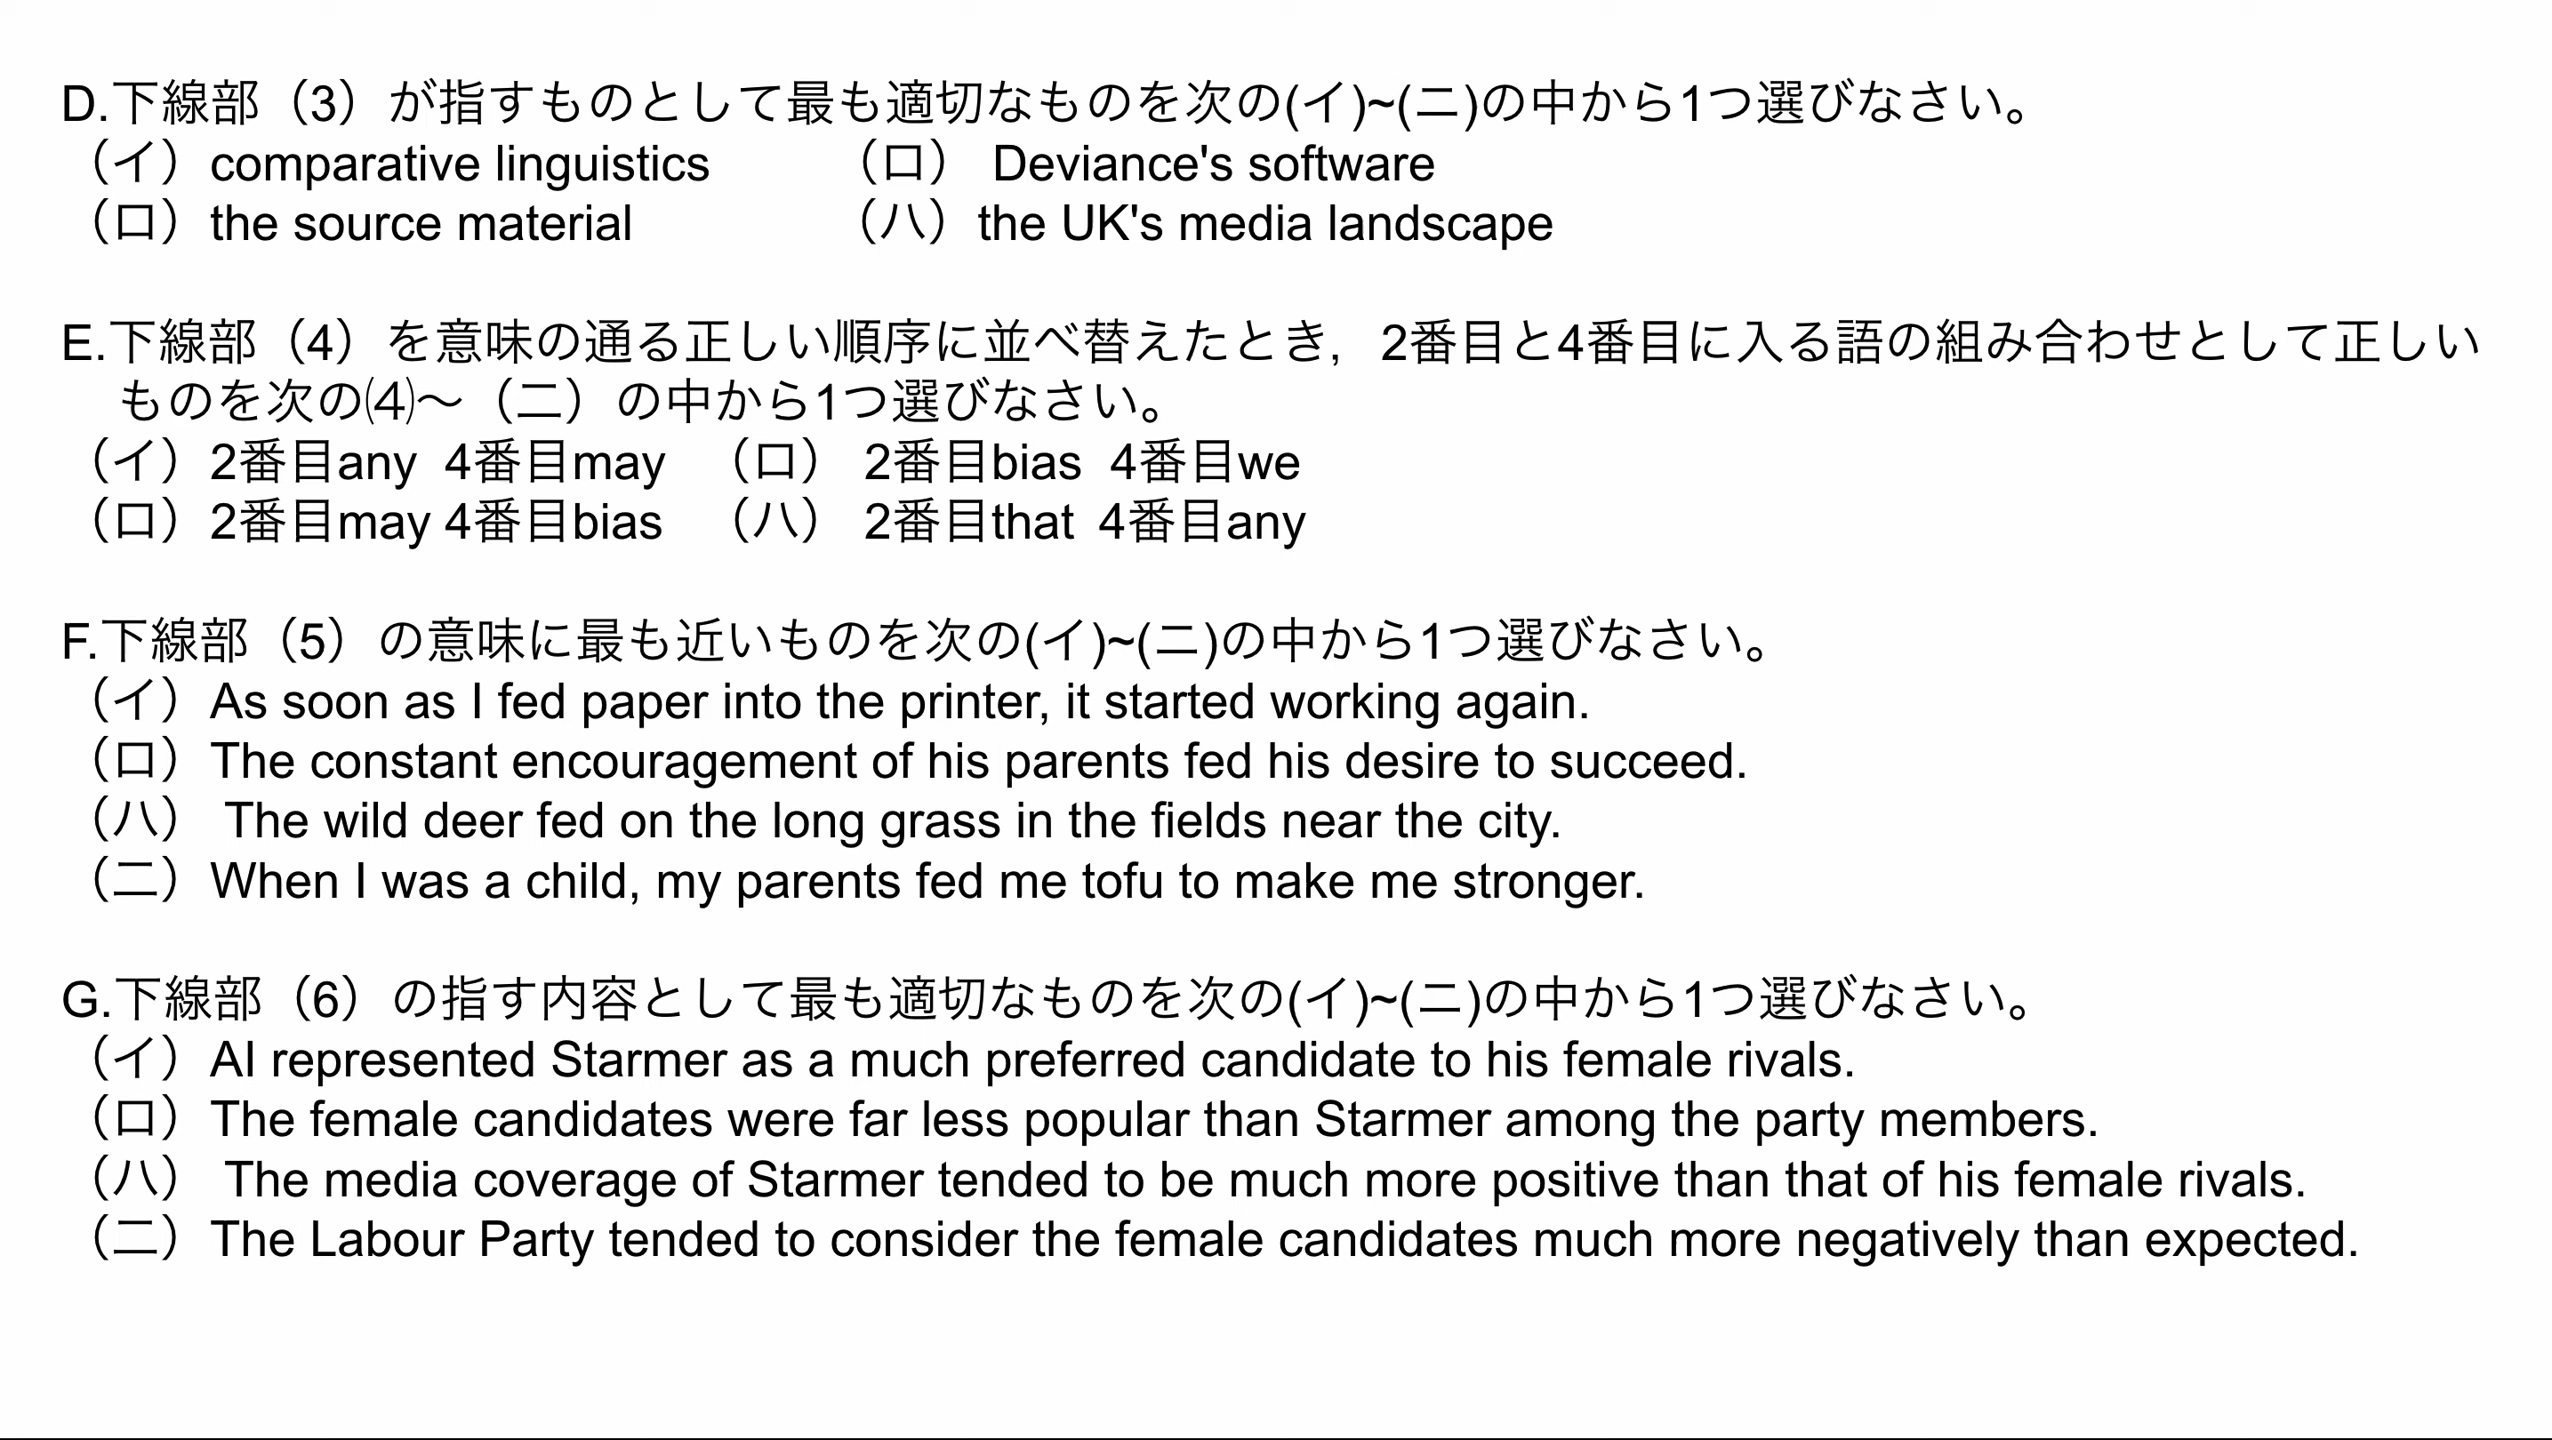 D.下線部（3）が指すものとして最も適切なものを次の(イ)~(ニ)の中から1つ選びなさい。
（イ）comparative linguistics （ロ） Deviance's software
（ロ）the source material （ハ）the UK's media landscape
E.下線部（4）を意味の通る正しい順序に並べ替えたとき，2番目と4番目に入る語の組み合わせとして正しい
ものを次の⑷～（二）の中から1つ選びなさい。
（イ）2番目any 4番目may （ロ） 2番目bias 4番目we
（ロ）2番目may 4番目bias （ハ） 2番目that 4番目any
F.下線部（5）の意味に最も近いものを次の(イ)~(ニ)の中から1つ選びなさい。
（イ）As soon as I fed paper into the printer, it started working again.
（ロ）The constant encouragement of his parents fed his desire to succeed.
（ハ） The wild deer fed on the long grass in the fields near the city.
（二）When I was a child, my parents fed me tofu to make me stronger.
G.下線部（6）の指す内容として最も適切なものを次の(イ)~(ニ)の中から1つ選びなさい。
（イ）AI represented Starmer as a much preferred candidate to his female rivals.
（ロ）The female candidates were far less popular than Starmer among the party members.
（ハ） The media coverage of Starmer tended to be much more positive than that of his female rivals.
（二）The Labour Party tended to consider the female candidates much more negatively than expected.